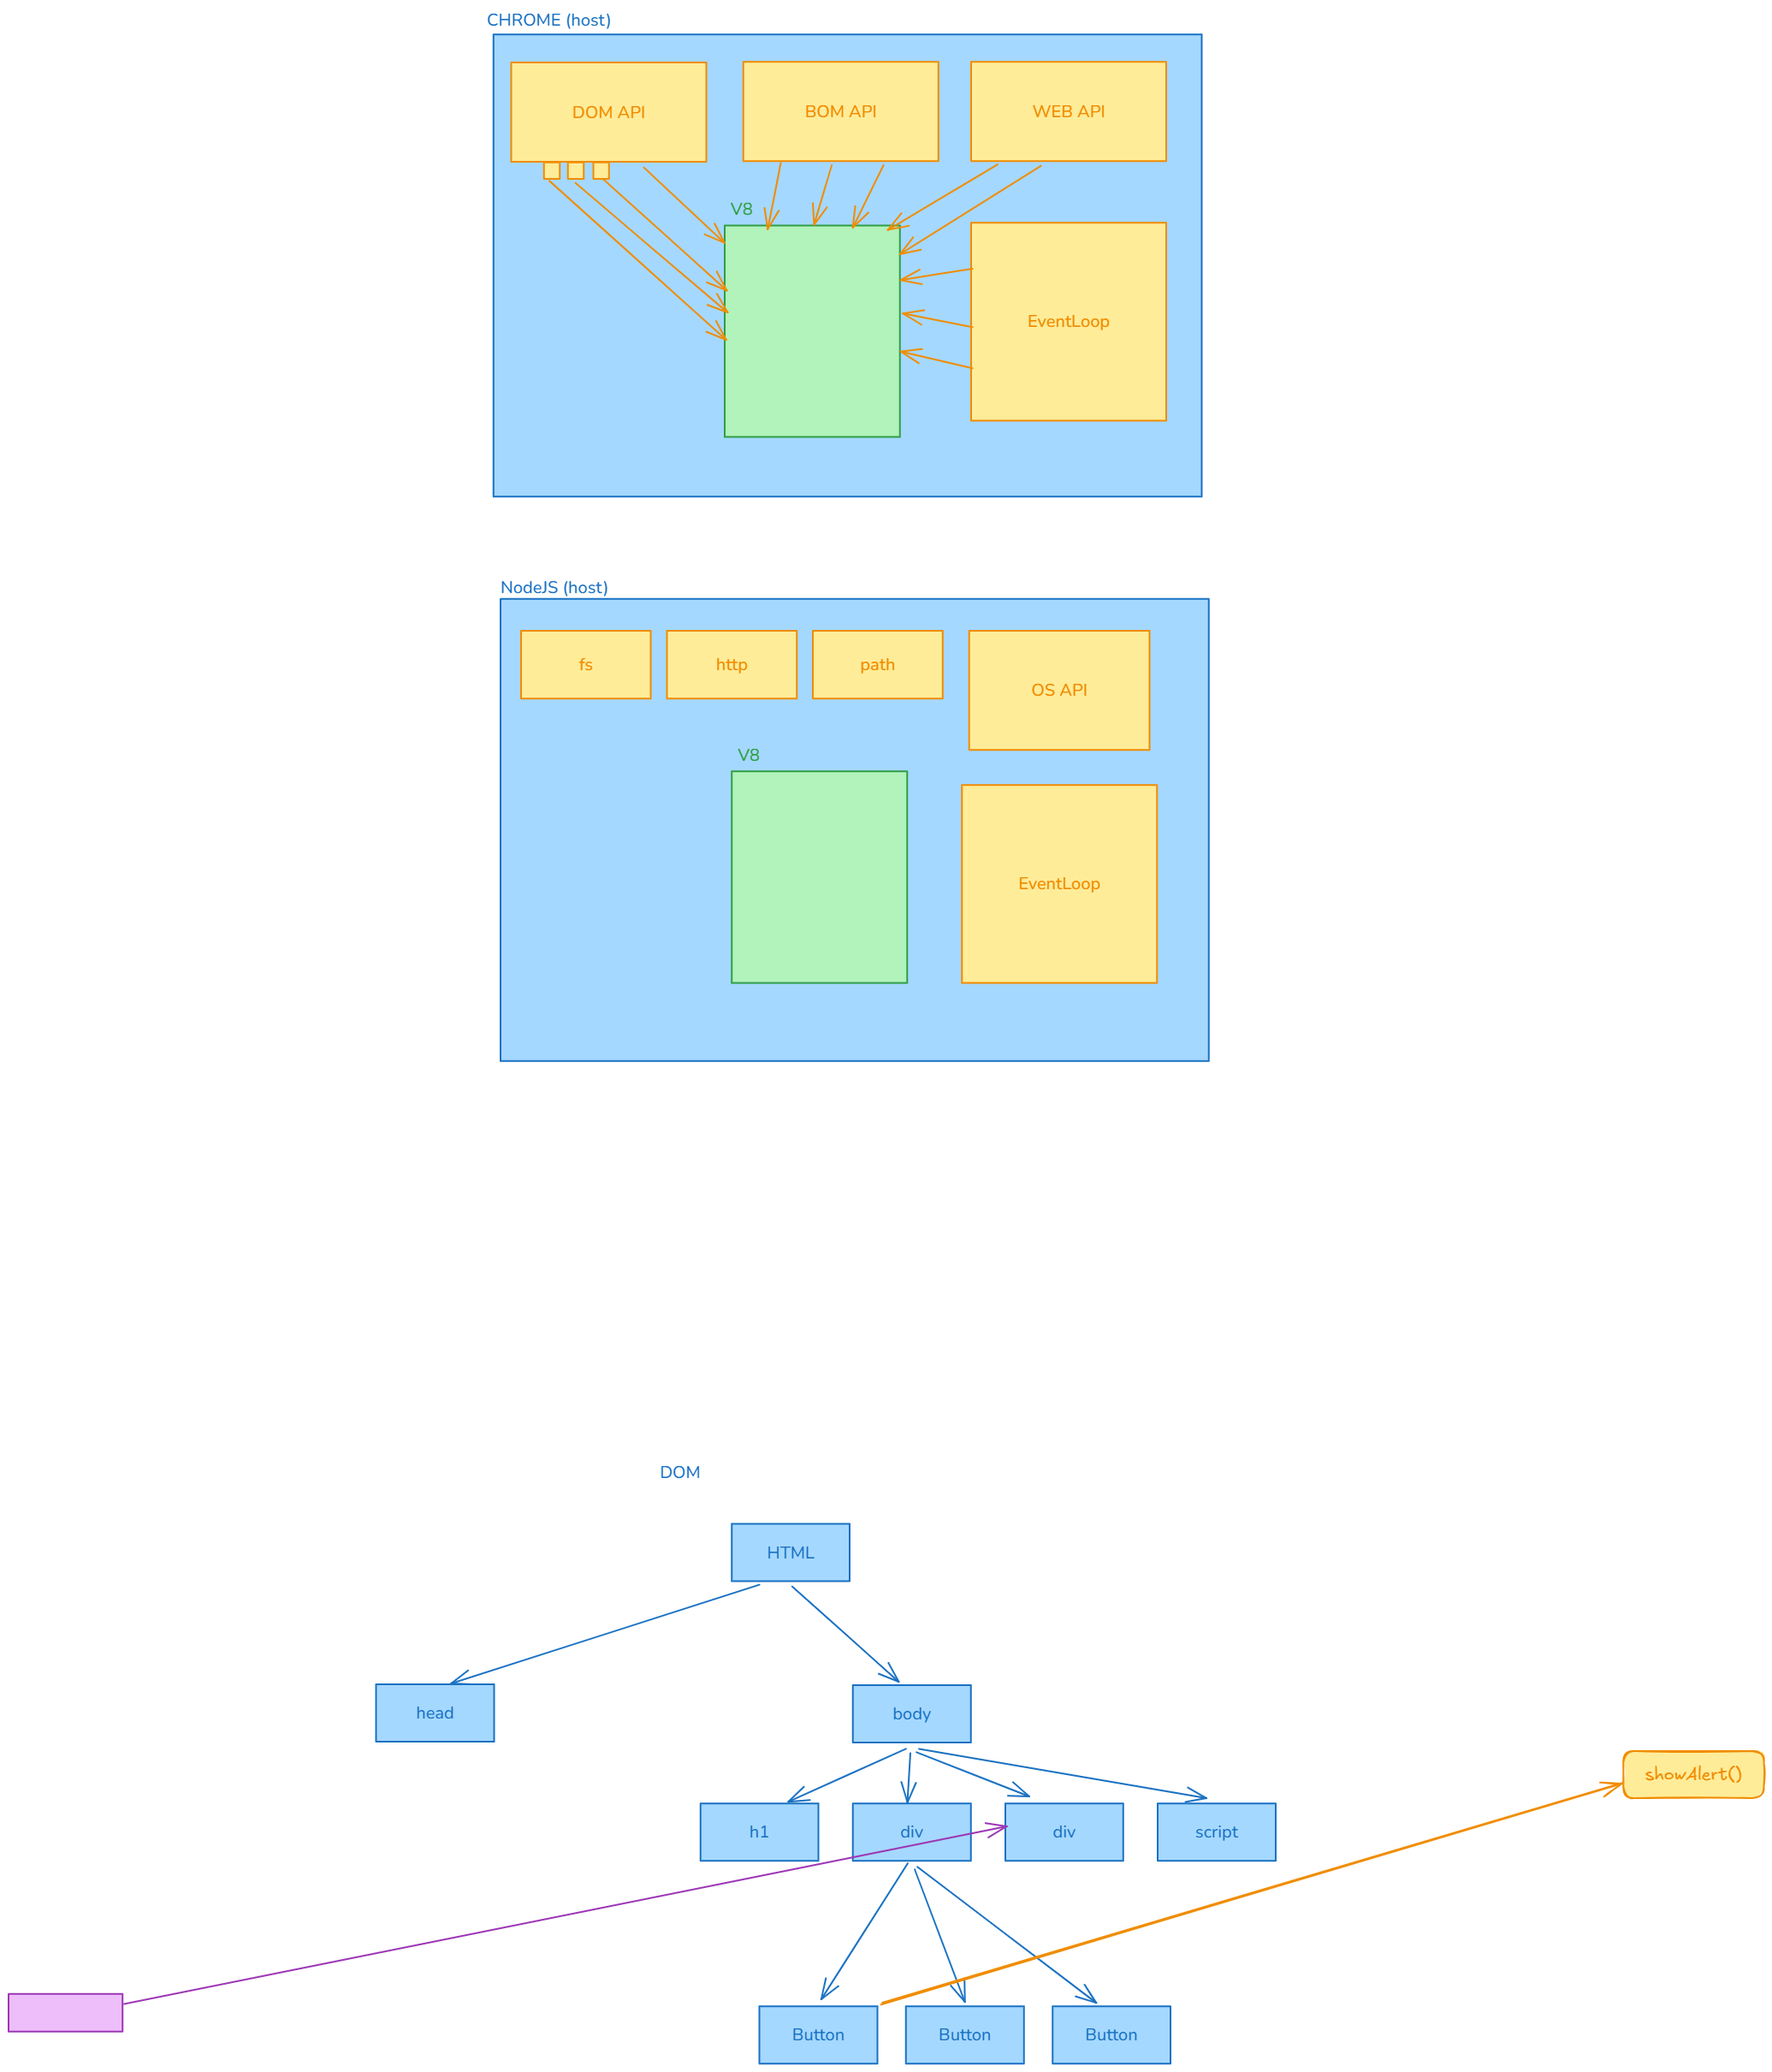 CHROME (host)
DOM API
BOM API
WEB API
V8
EventLoop
NodeJS (host)
fs
http
path
OS API
V8
EventLoop
DOM
HTML
head
body
showAlert()
h1
div
div
script
Button
Button
Button